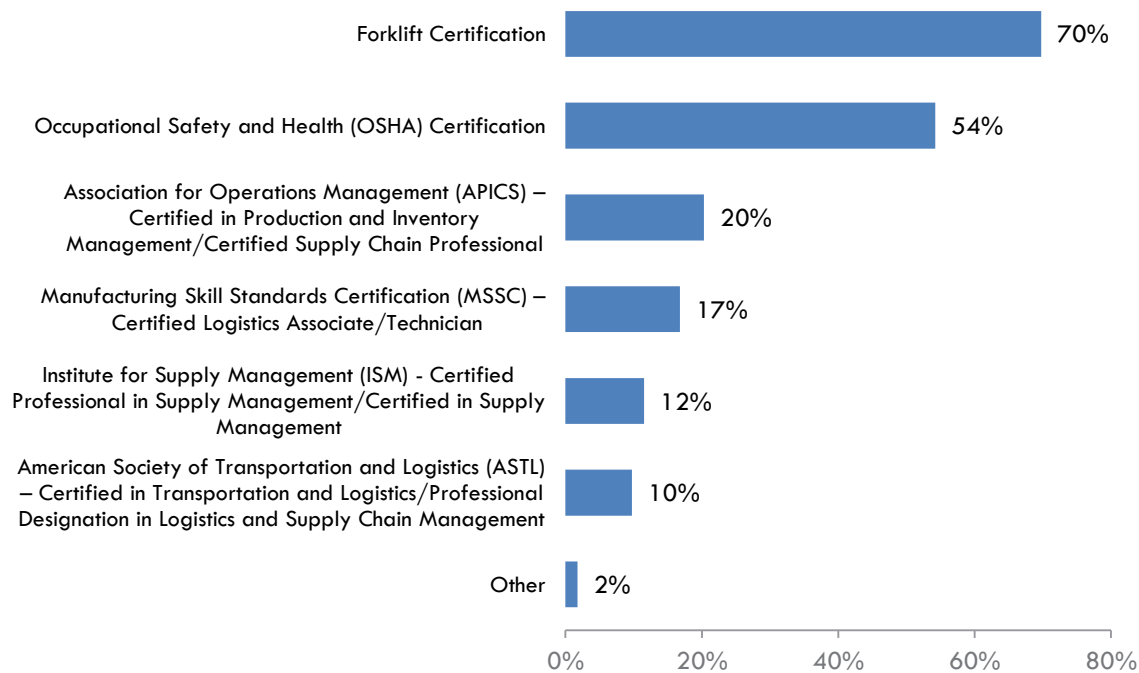 Forklift Certification
70%
Occupational Safety and Health (OSHA) Certification
54%
Association for Operations Management (APICS) –
Certified in Production and Inventory
Management/Certified Supply Chain Professional
20%
Manufacturing Skill Standards Certification (MSSC) –
Certified Logistics Associate/Technician
17%
Institute for Supply Management (ISM) - Certified
Professional in Supply Management/Certified in Supply
Management
12%
American Society of Transportation and Logistics (ASTL)
– Certified in Transportation and Logistics/Professional
Designation in Logistics and Supply Chain Management
10%
Other
2%
0% 20% 40% 60% 80%